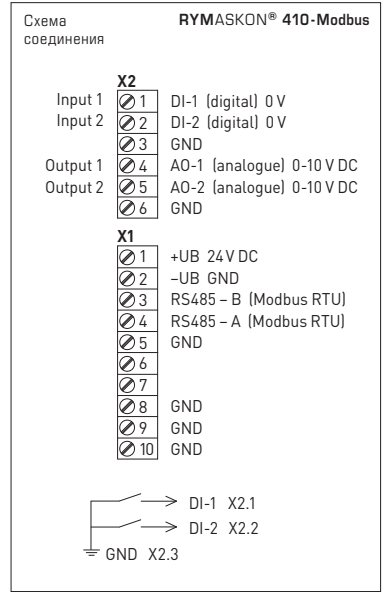 Схема RYMASKON® 410-Modbus
соединения
X2
Input 1 1 DI-1 (digital) 0 V
Input 2 2 DI-2 (digital) 0 V
3 GND
Output 1 4 AO-1 (analogue) 0-10 V DC
Output 2 5 AO-2 (analogue) 0-10 V DC
6 GND
X1
1 +UB 24V DC
2 –UB GND
3 RS485 – B (Modbus RTU)
4 RS485 – A (Modbus RTU)
5 GND
6
7
8 GND
9 GND
10 GND
DI-1 X2.1
DI-2 X2.2
GND X2.3